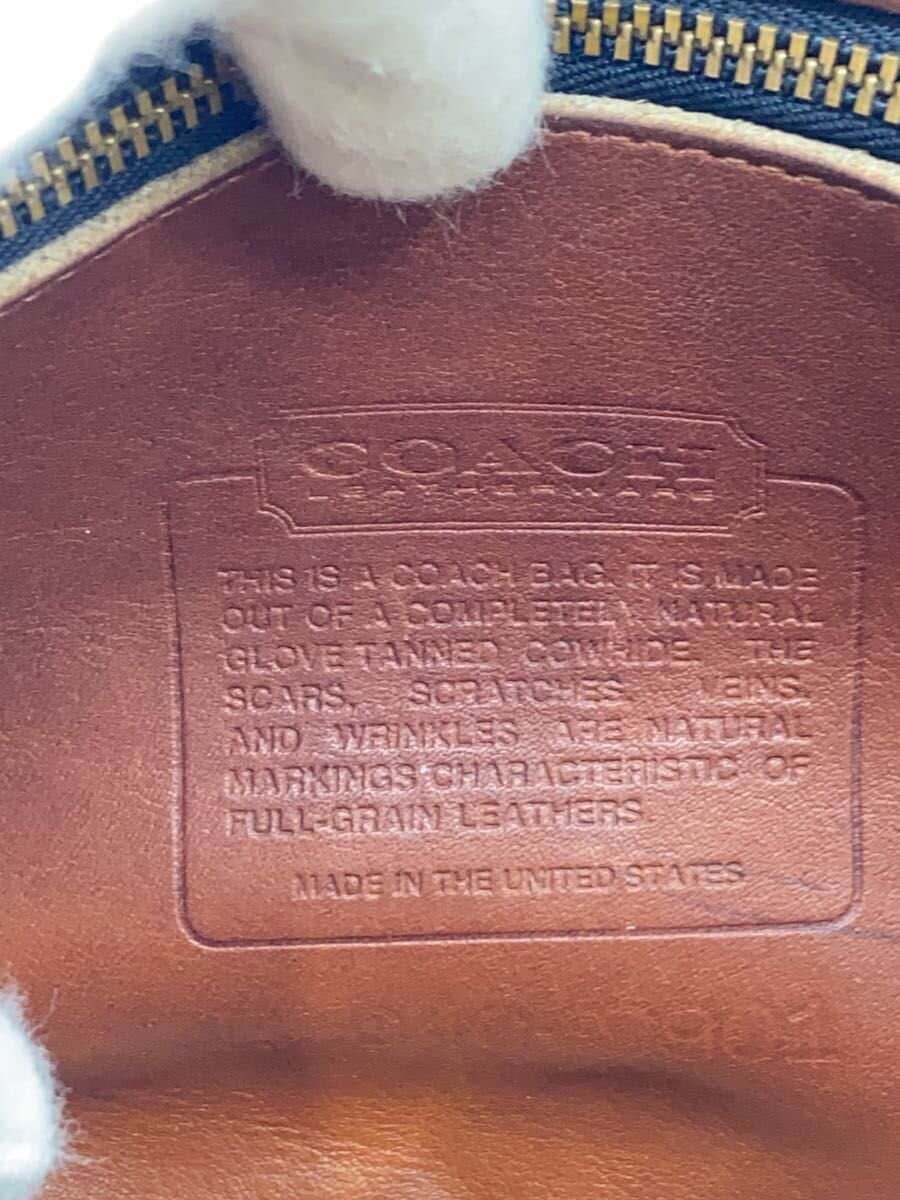 COACH
LEATHERWARE
THIS IS A COACH BAG. IT IS MADE
OUT OF A COMPLETELY NATURAL
GLOVE TANNED COWHIDE. THE
SCARS, SCRATCHES, VEINS,
AND WRINKLES ARE NATURAL
MARKINGS CHARACTERISTIC OF
FULL-GRAIN LEATHERS.
MADE IN THE UNITED STATES